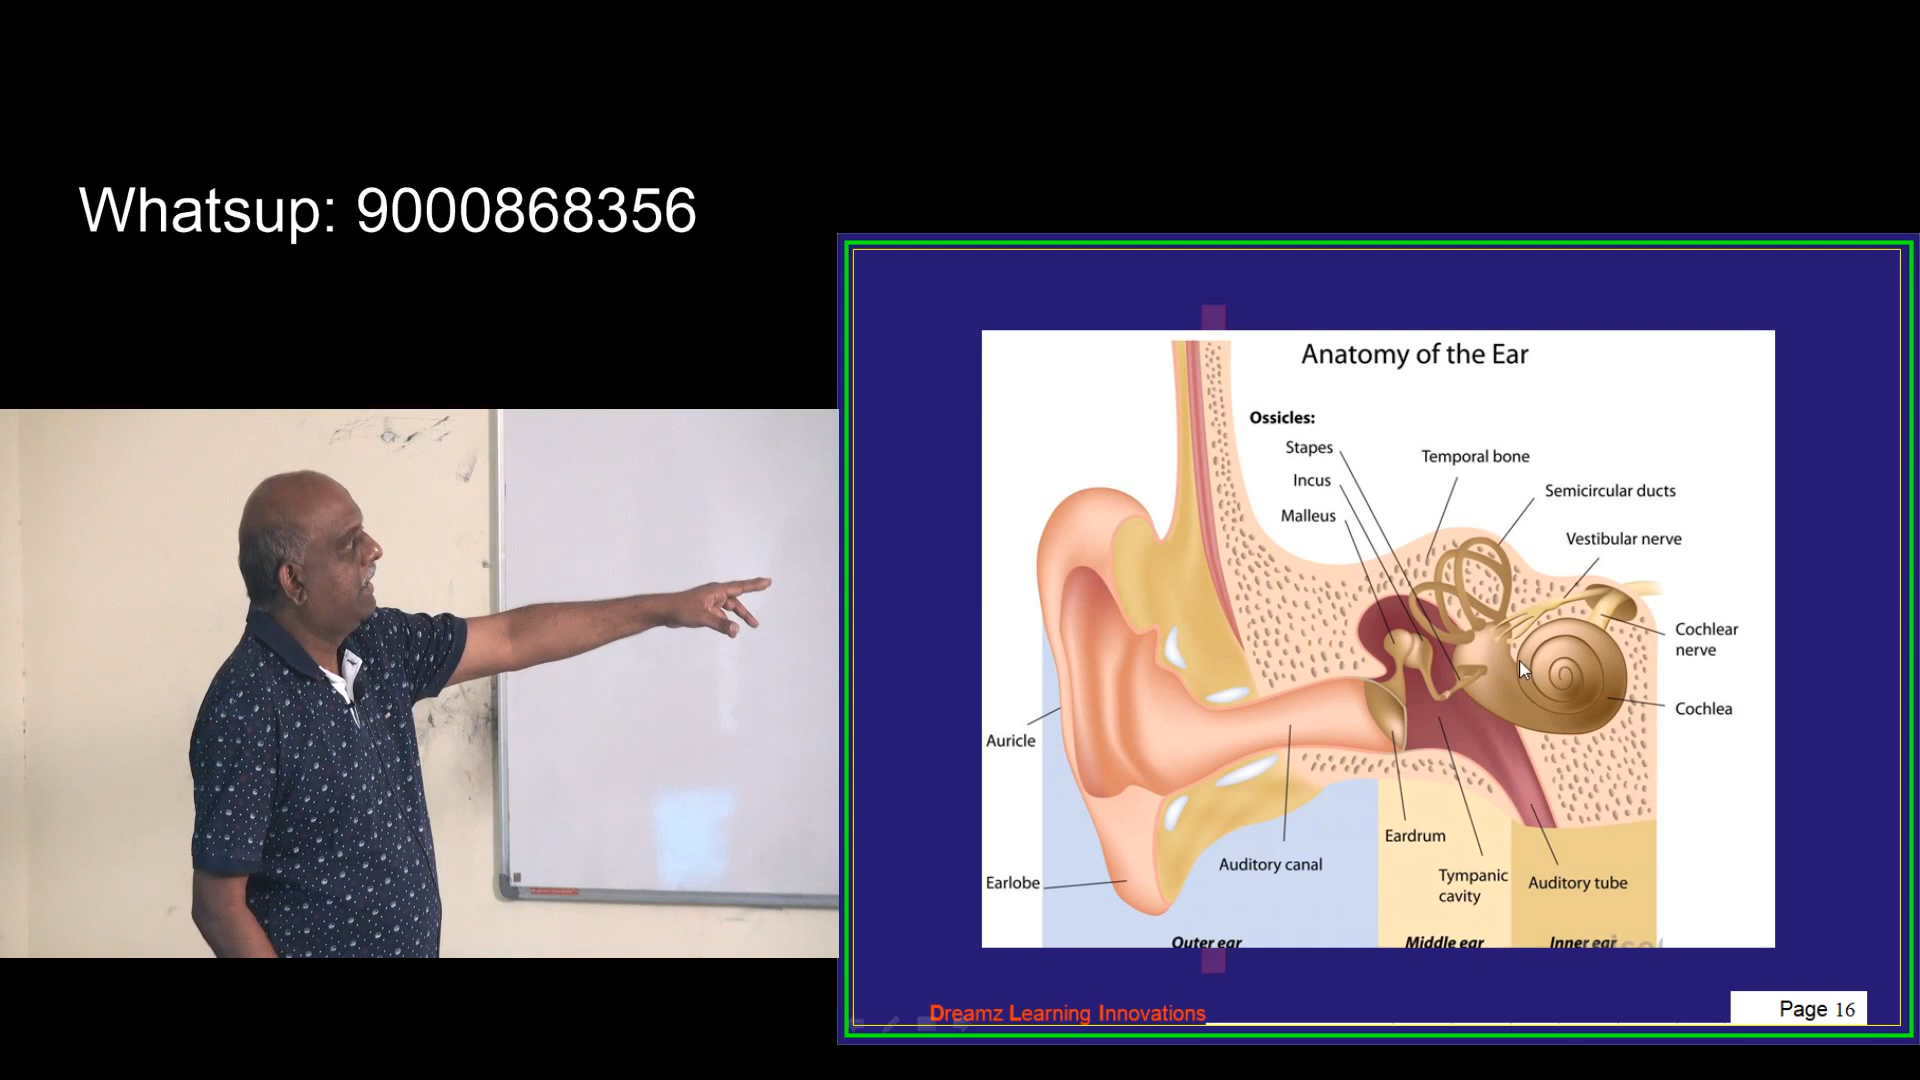 Whatsup: 9000868356
Anatomy of the Ear
Ossicles:
Stapes
Incus
Malleus
Temporal bone
Semicircular ducts
Vestibular nerve
Cochlear
nerve
Cochlea
Auricle
Earlobe
Auditory canal
Eardrum
Tympanic
cavity
Auditory tube
Outer ear
Middle ear
Inner ear
Dreamz Learning Innovations
Page 16